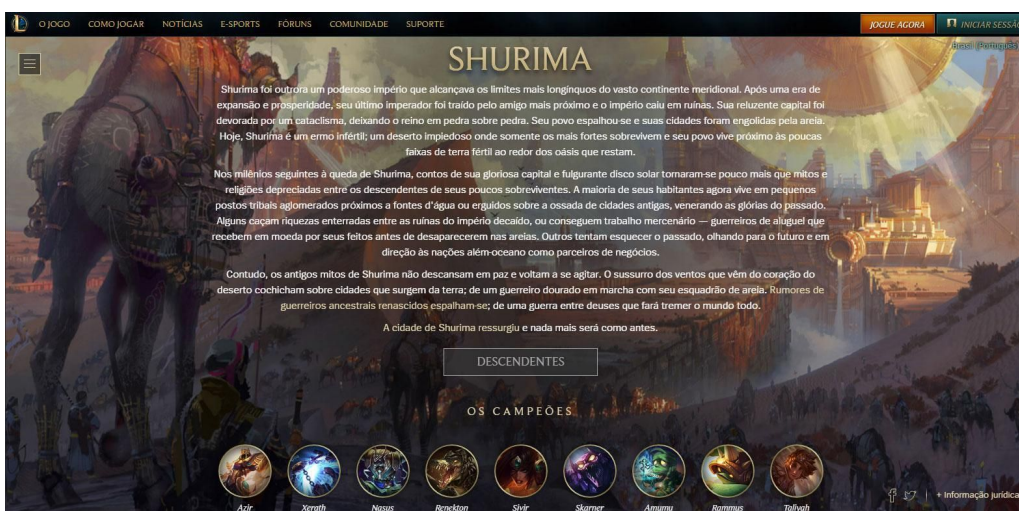 O JOGO COMO JOGAR NOTÍCIAS E-SPORTS FÓRUNS COMUNIDADE SUPORTE JOGUE AGORA INICIAR SESSÃO
Brasil (Português)
SHURIMA
Shurima foi outrora um poderoso império que alcançava os limites mais longínquos do vasto continente meridional. Após uma era de
expansão e prosperidade, seu último imperador foi traído pelo amigo mais próximo e o império caiu em ruínas. Sua reluzente capital foi
devorada por um cataclisma, deixando o reino em pedra sobre pedra. Seu povo espalhou-se e suas cidades foram engolidas pela areia.
Hoje, Shurima é um ermo infértil; um deserto impiedoso onde somente os mais fortes sobrevivem e seu povo vive próximo às poucas
faixas de terra fértil ao redor dos oásis que restam.
Nos milênios seguintes à queda de Shurima, contos de sua gloriosa capital e fulgurante disco solar tornaram-se pouco mais que mitos e
religiões depreciadas entre os descendentes de seus poucos sobreviventes. A maioria de seus habitantes agora vive em pequenos
postos tribais aglomerados próximos a fontes d'água ou erguidos sobre a ossada de cidades antigas, venerando as glórias do passado.
Alguns caçam riquezas enterradas entre as ruínas do império decaído, ou conseguem trabalho mercenário — guerreiros de aluguel que
recebem em moeda por seus feitos antes de desaparecerem nas areias. Outros tentam esquecer o passado, olhando para o futuro e em
direção às nações além-oceano como parceiros de negócios.
Contudo, os antigos mitos de Shurima não descansam em paz e voltam a se agitar. O sussurro dos ventos que vêm do coração do
deserto cochicham sobre cidades que surgem da terra; de um guerreiro dourado em marcha com seu esquadrão de areia. Rumores de
guerreiros ancestrais renascidos espalham-se; de uma guerra entre deuses que fará tremer o mundo todo.
A cidade de Shurima ressurgiu e nada mais será como antes.
DESCENDENTES
OS CAMPEÕES
Azir Xerath Nasus Renekton Sivir Skarner Amumu Rammus Taliyah
+ Informação jurídica